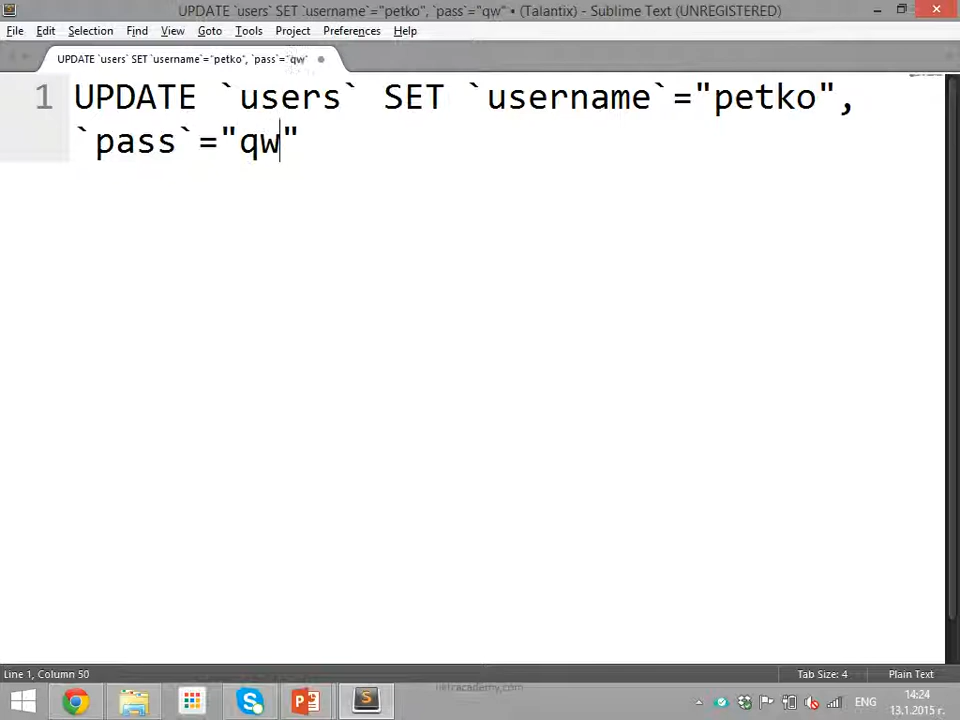 UPDATE `users` SET `username`="petko", `pass`="qw" • (Talantix) - Sublime Text (UNREGISTERED)
File Edit Selection Find View Goto Tools Project Preferences Help
UPDATE `users` SET `username`="petko", `pass`="qw"
1 UPDATE `users` SET `username`="petko",
`pass`="qw"
Line 1, Column 50
Tab Size: 4 Plain Text
ЕНГ
14:24
13.1.2015 г.